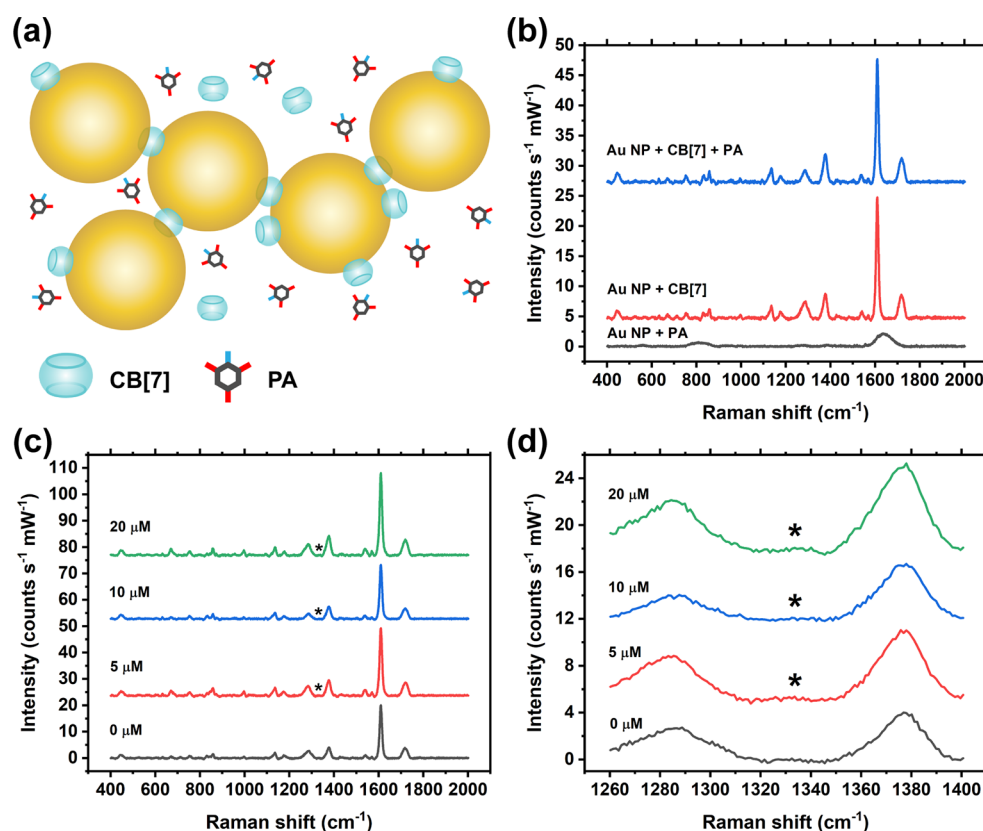 (a)
CB[7]
PA
(b)
50
45
40
35
30
25
20
15
10
5
0
Intensity (counts s⁻¹ mW⁻¹)
Au NP + CB[7] + PA
Au NP + CB[7]
Au NP + PA
400 600 800 1000 1200 1400 1600 1800 2000
Raman shift (cm⁻¹)
(c)
110
100
90
80
70
60
50
40
30
20
10
0
Intensity (counts s⁻¹ mW⁻¹)
20 μM
*
10 μM
*
5 μM
*
0 μM
400 600 800 1000 1200 1400 1600 1800 2000
Raman shift (cm⁻¹)
(d)
24
20
16
12
8
4
0
Intensity (counts s⁻¹ mW⁻¹)
20 μM
*
10 μM
*
5 μM
*
0 μM
1260 1280 1300 1320 1340 1360 1380 1400
Raman shift (cm⁻¹)